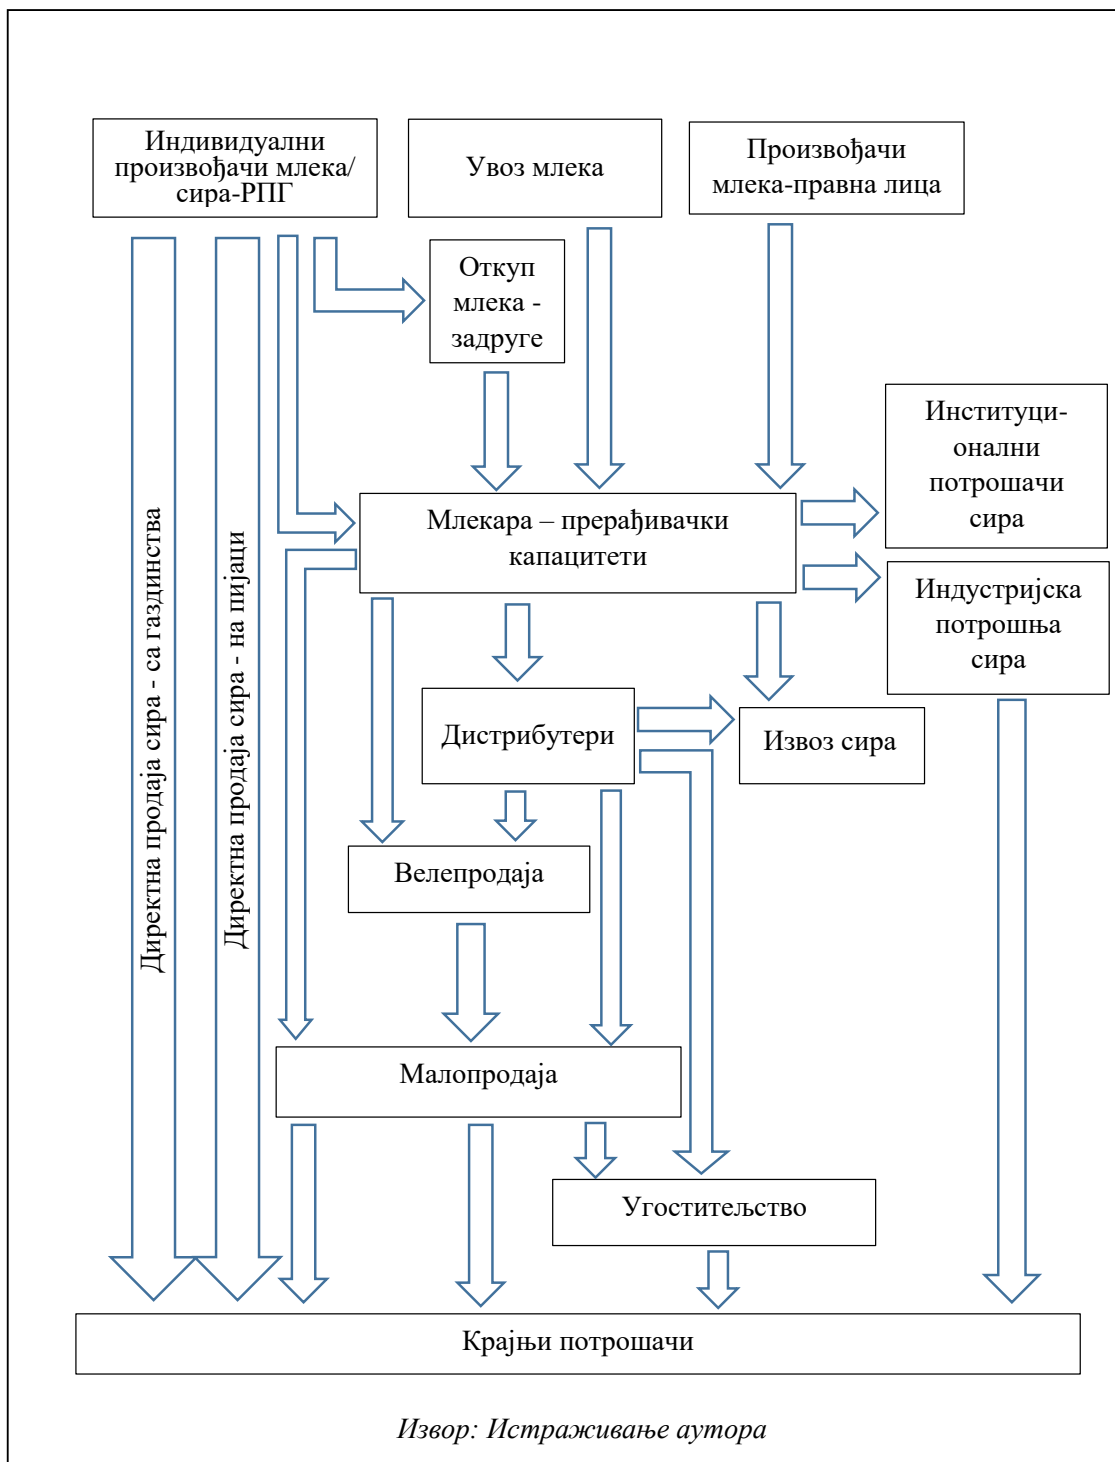 Индивидуални
произвођачи млека/
сира-РПГ
Увоз млека
Произвођачи
млека-правна лица
Откуп
млека -
задруге
Институци-
онални
потрошачи
сира
Млекара – прерађивачки
капацитети
Индустријска
потрошња
сира
Директна продаја сира - са газдинства
Директна продаја сира - на пијаци
Дистрибутери
Извоз сира
Велепродаја
Малопродаја
Угоститељство
Крајњи потрошачи
Извор: Истраживање аутора